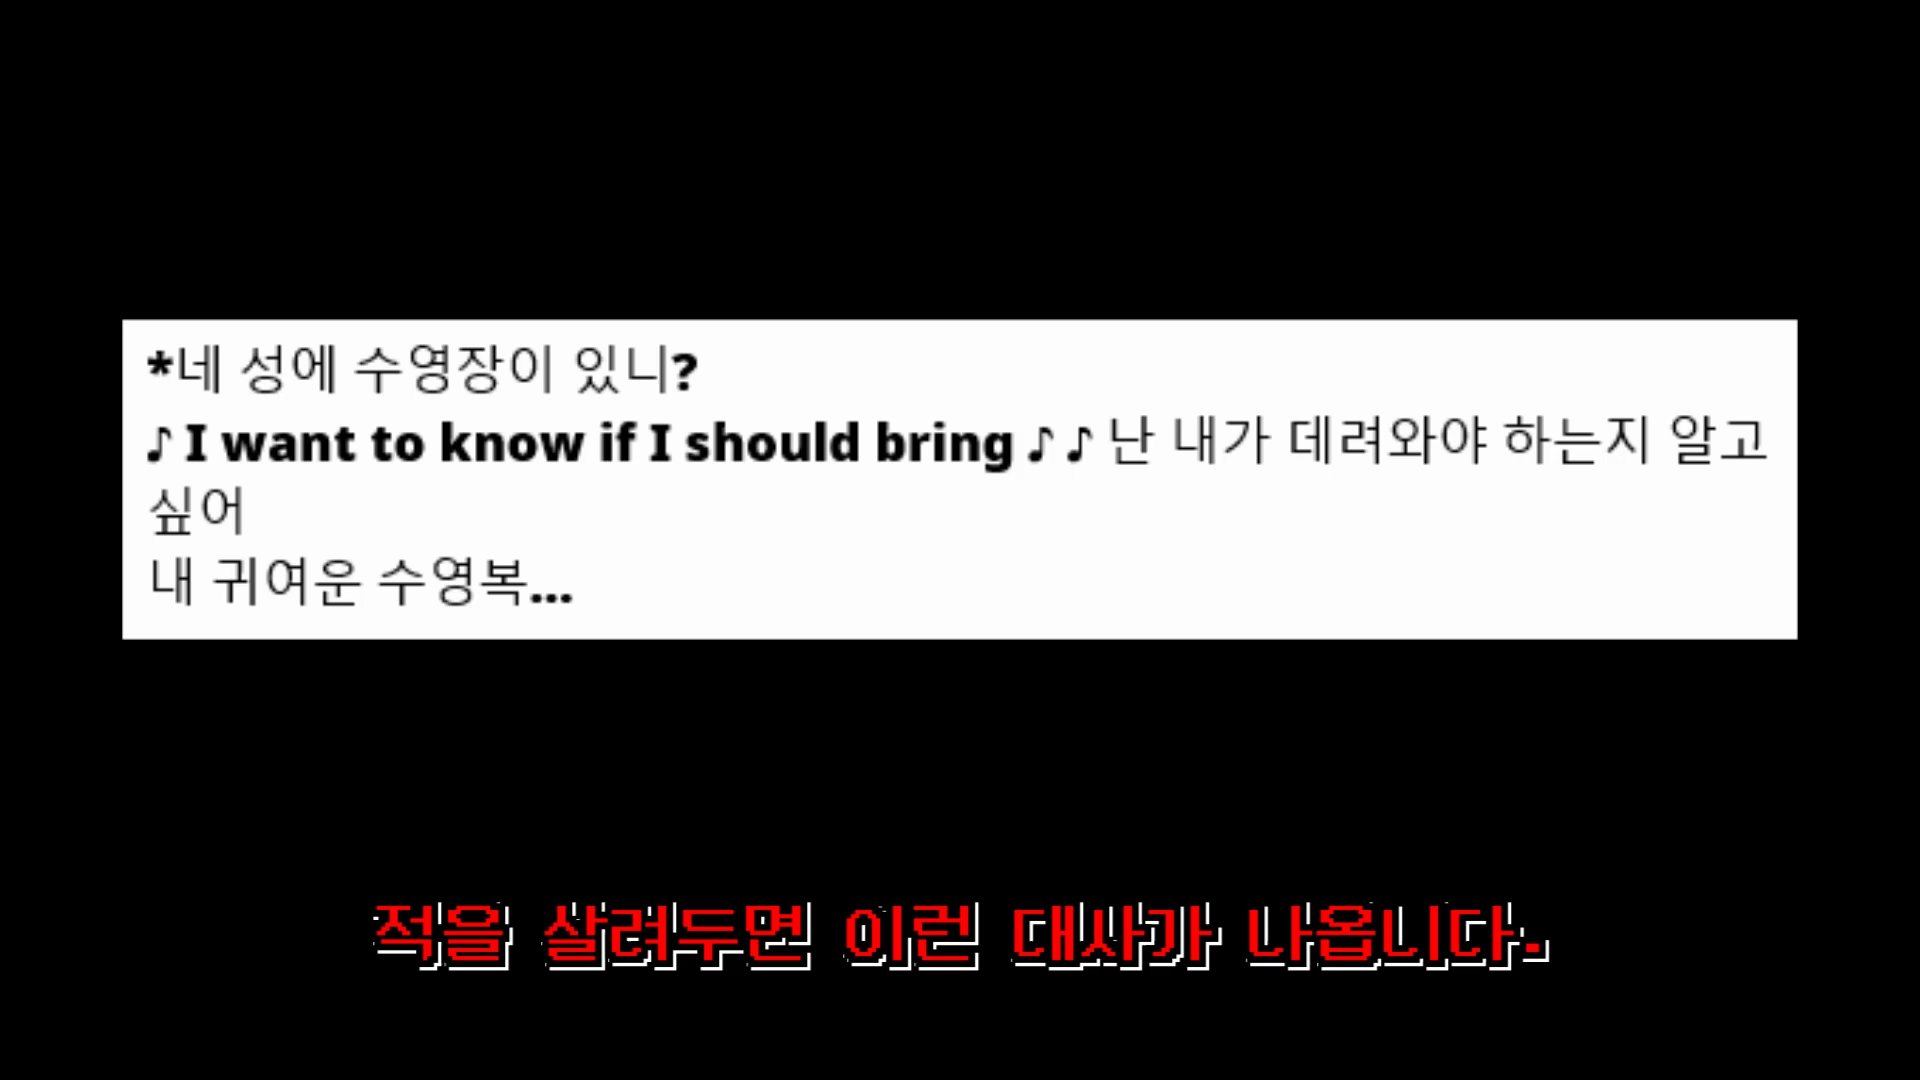 *네 성에 수영장이 있니?
♪ I want to know if I should bring ♪ ♪ 난 내가 데려와야 하는지 알고
싶어
내 귀여운 수영복...
적을 살려두면 이런 대사가 나옵니다.